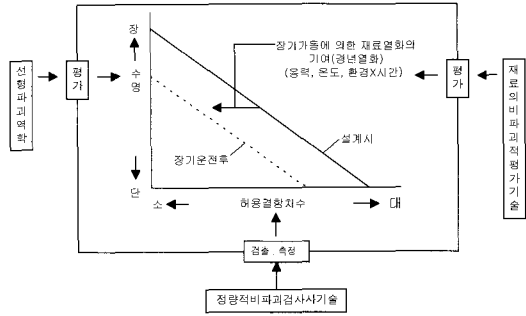 장
수
명
단
선형파괴역학
평가
장기가동에 의한 재료열화의
기여(경년열화)
(응력, 온도, 환경X시간)
설계시
장기운전후
평가
재료의비파괴적평가기술
소
허용결함치수
대
검출 . 측정
정량적비파괴검사사기술